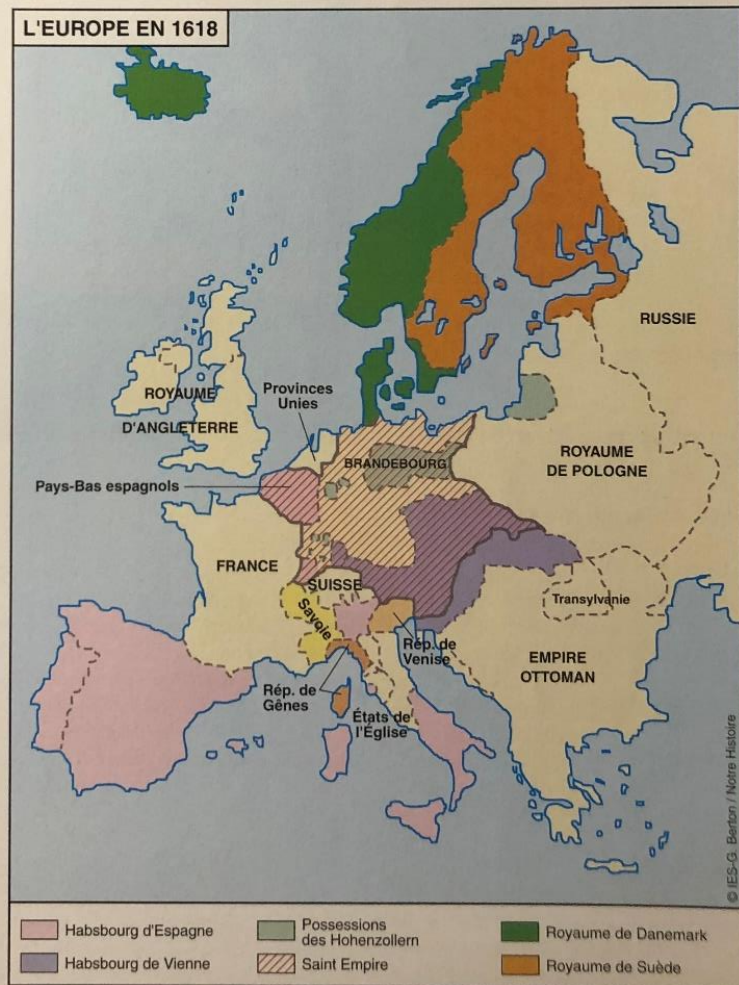 L'EUROPE EN 1618
RUSSIE
ROYAUME
D'ANGLETERRE
Provinces
Unies
BRANDEBOURG
ROYAUME
DE POLOGNE
Pays-Bas espagnols
FRANCE
SUISSE
Savoie
Transylvanie
Rép. de
Venise
EMPIRE
OTTOMAN
Rép. de
Gênes
États de
l'Église
© IES-G. Berton / Notre Histoire
Habsbourg d'Espagne
Habsbourg de Vienne
Possessions
des Hohenzollern
Saint Empire
Royaume de Danemark
Royaume de Suède